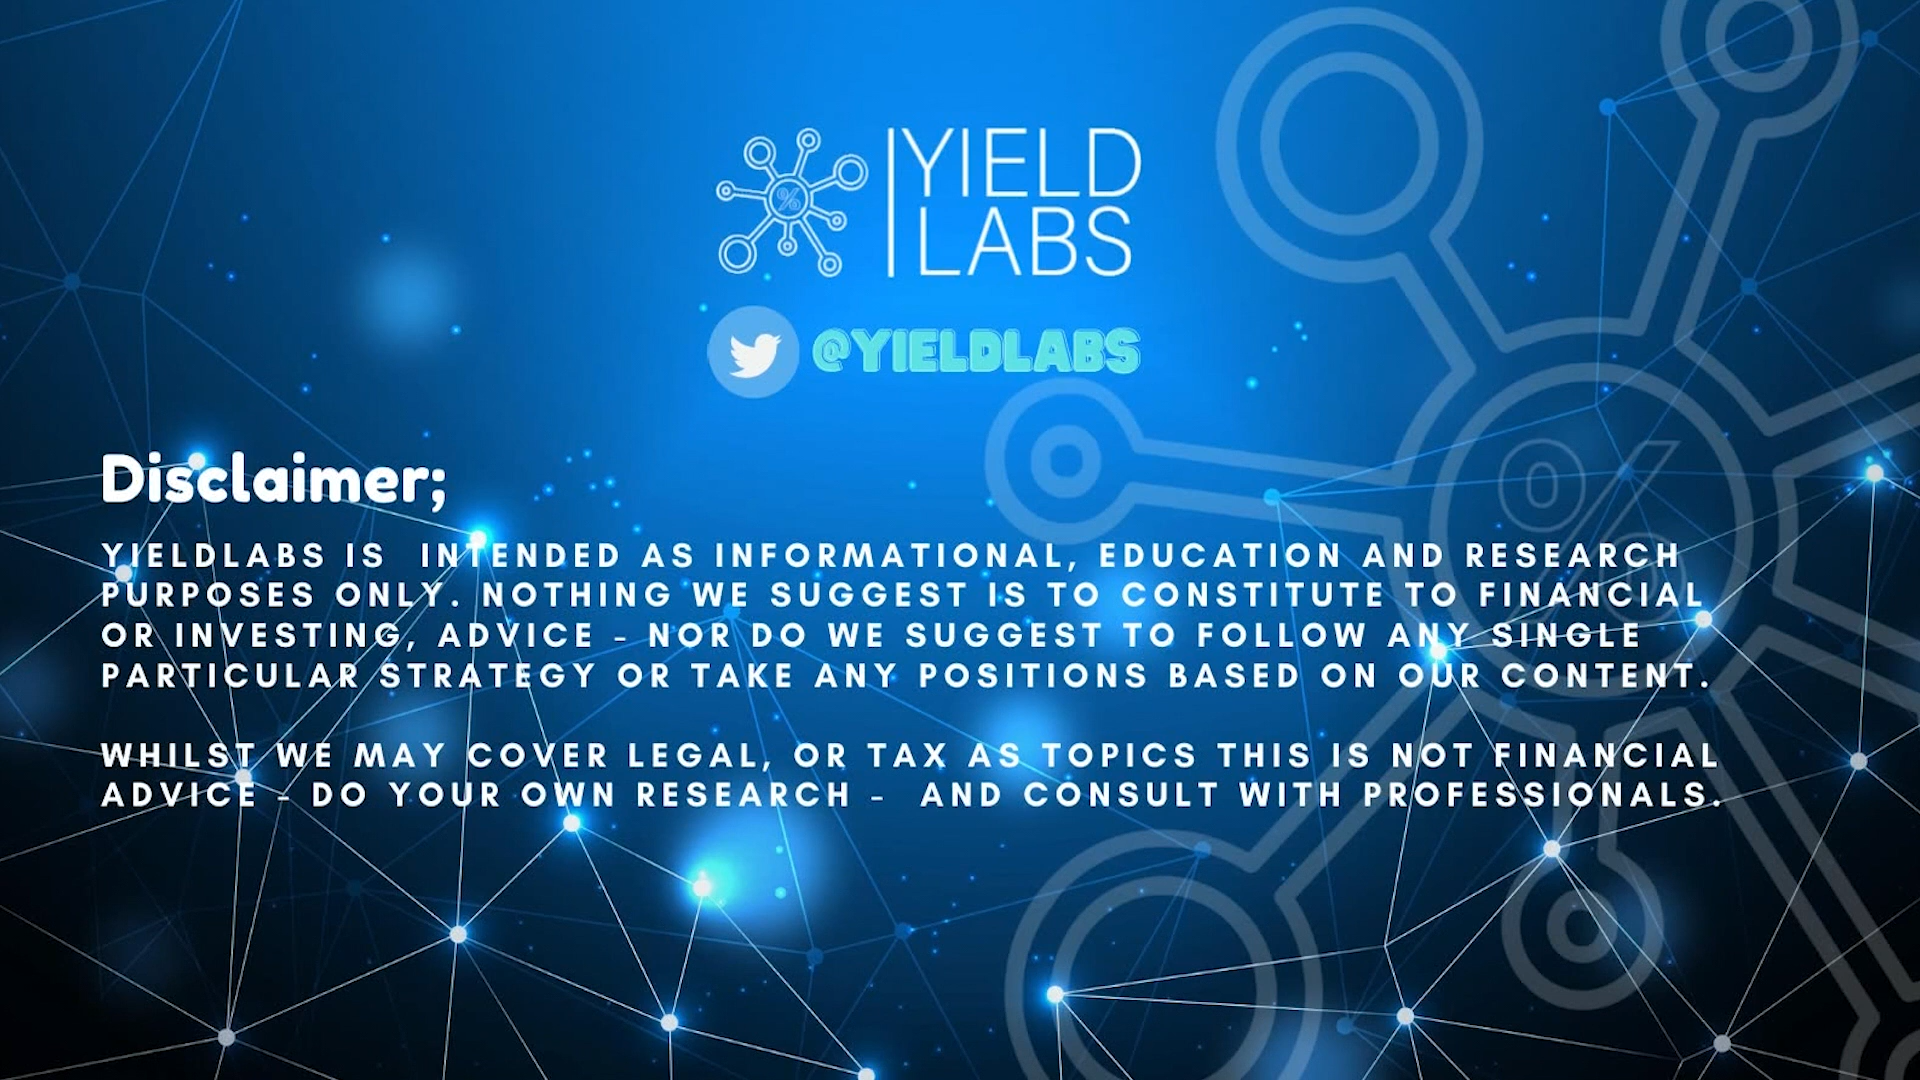 %
YIELD
LABS
@YIELDLABS
%
Disclaimer;
YIELDLABS IS INTENDED AS INFORMATIONAL, EDUCATION AND RESEARCH
PURPOSES ONLY. NOTHING WE SUGGEST IS TO CONSTITUTE TO FINANCIAL
OR INVESTING, ADVICE - NOR DO WE SUGGEST TO FOLLOW ANY SINGLE
PARTICULAR STRATEGY OR TAKE ANY POSITIONS BASED ON OUR CONTENT.
WHILST WE MAY COVER LEGAL, OR TAX AS TOPICS THIS IS NOT FINANCIAL
ADVICE - DO YOUR OWN RESEARCH - AND CONSULT WITH PROFESSIONALS.